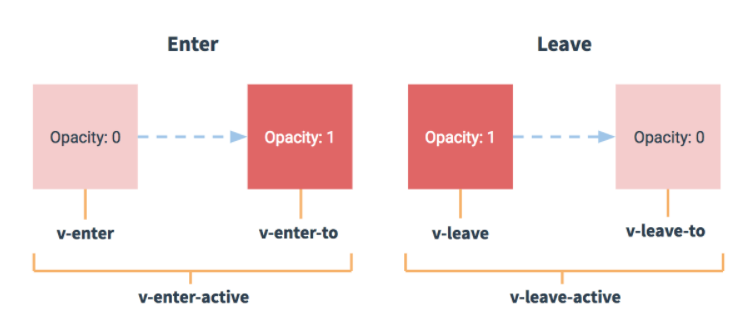 Enter
Leave
Opacity: 0
Opacity: 1
Opacity: 1
Opacity: 0
v-enter
v-enter-to
v-leave
v-leave-to
v-enter-active
v-leave-active